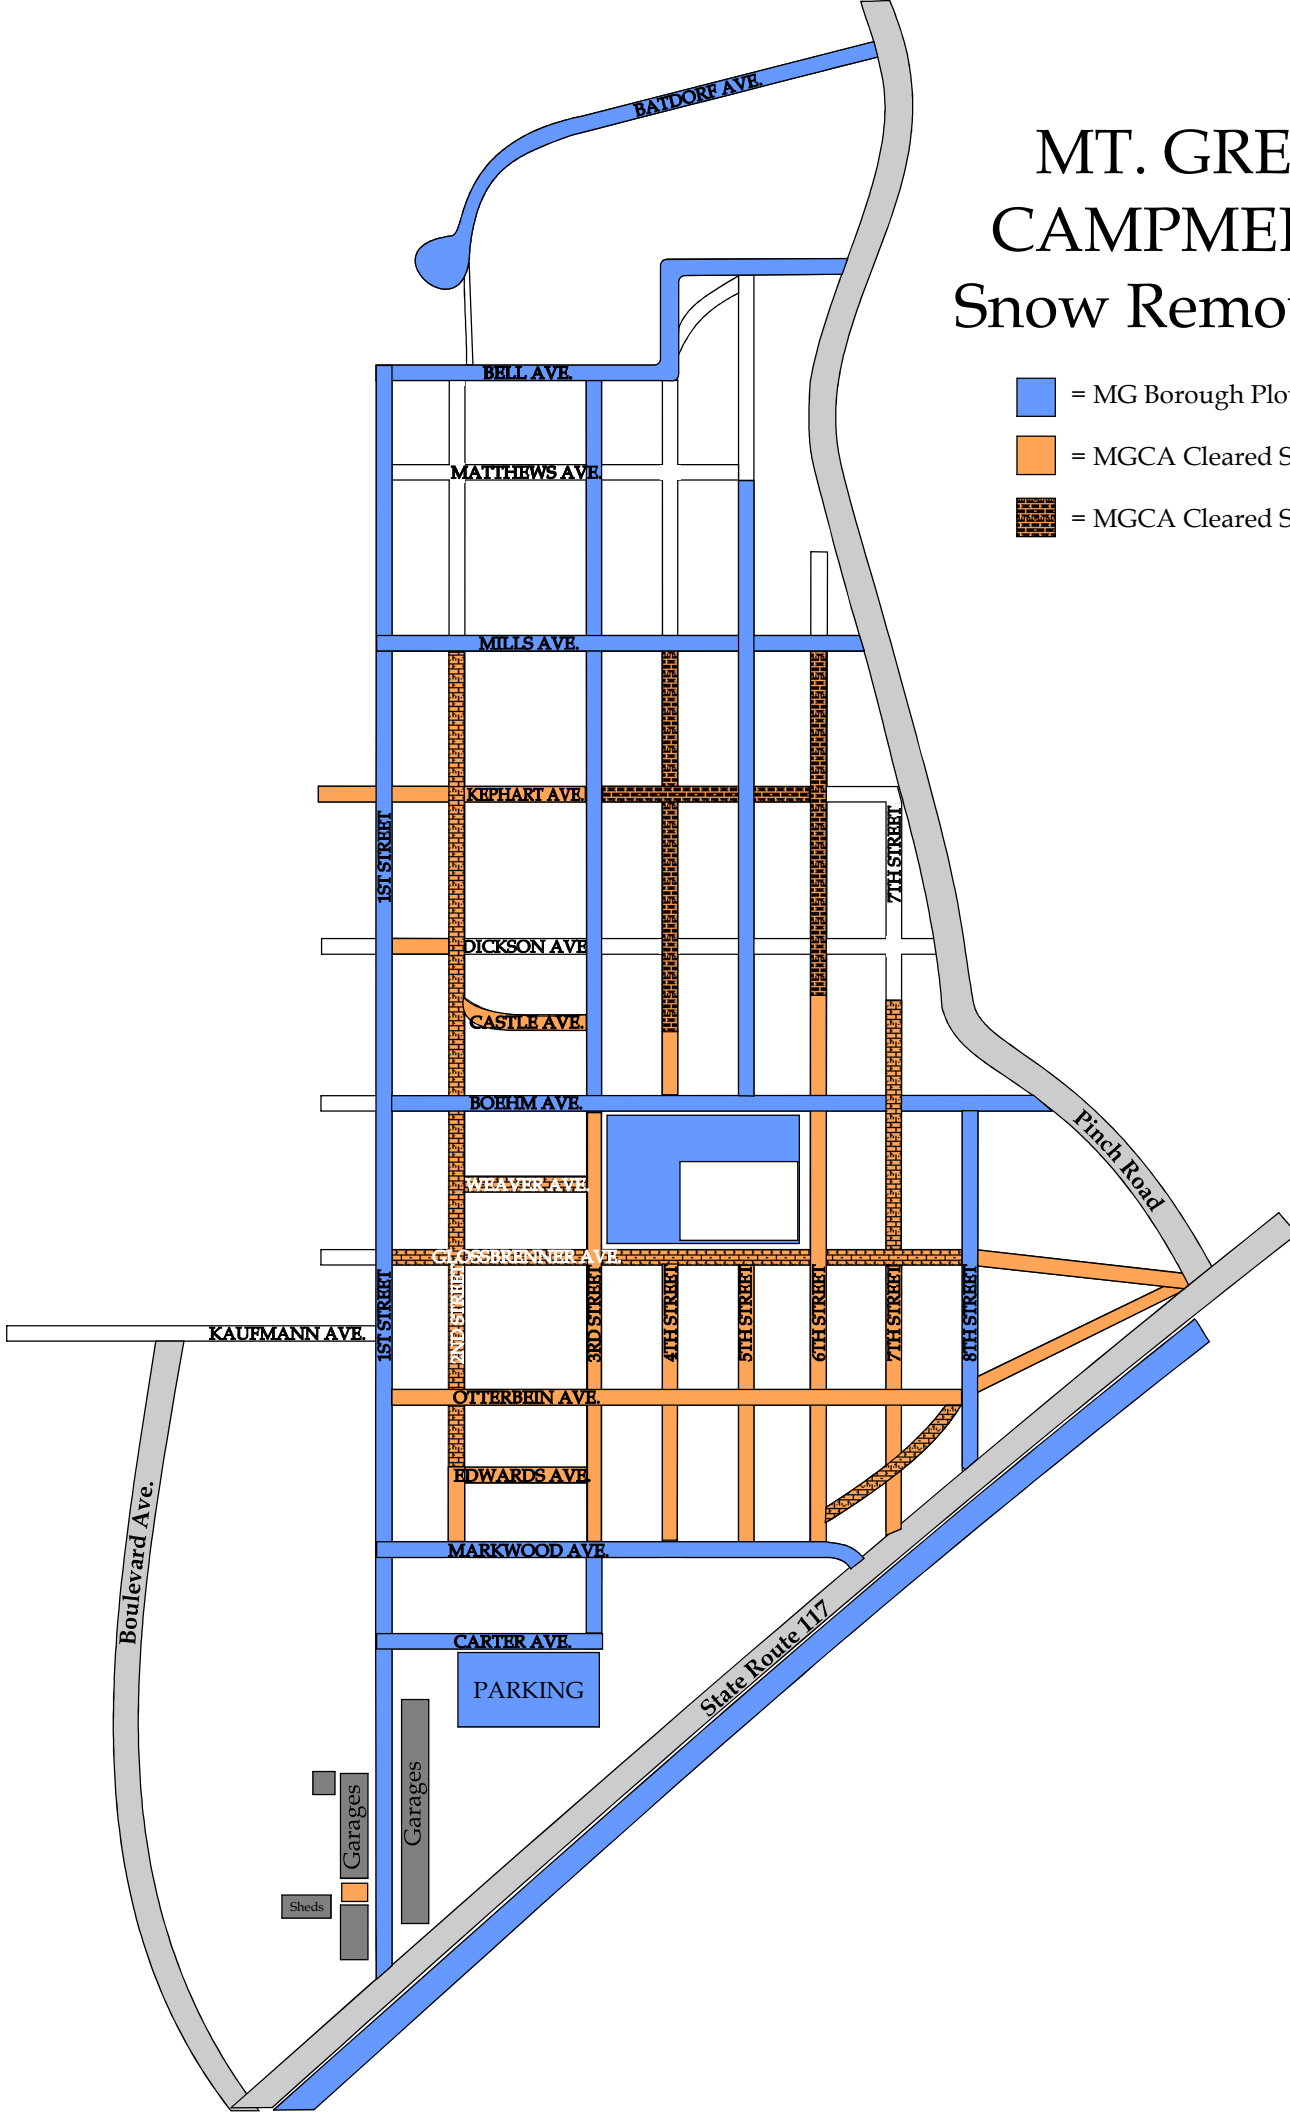 BATDORF AVE.
MT. GRE
CAMPMEE
Snow Remo
BELL AVE.
= MG Borough Plo
MATTHEWS AVE.
= MGCA Cleared S
= MGCA Cleared S
MILLS AVE.
KEPHART AVE.
1ST STREET
7TH STREET
DICKSON AVE
CASTLE AVE.
BOEHM AVE.
Pinch Road
WEAVER AVE.
GLOSSBRENNER AVE.
1ST STREET
2ND STREET
3RD STREET
4TH STREET
5TH STREET
6TH STREET
7TH STREET
8TH STREET
KAUFMANN AVE.
OTTERBEIN AVE.
EDWARDS AVE.
Boulevard Ave.
MARKWOOD AVE.
State Route 117
CARTER AVE.
PARKING
Garages
Garages
Sheds